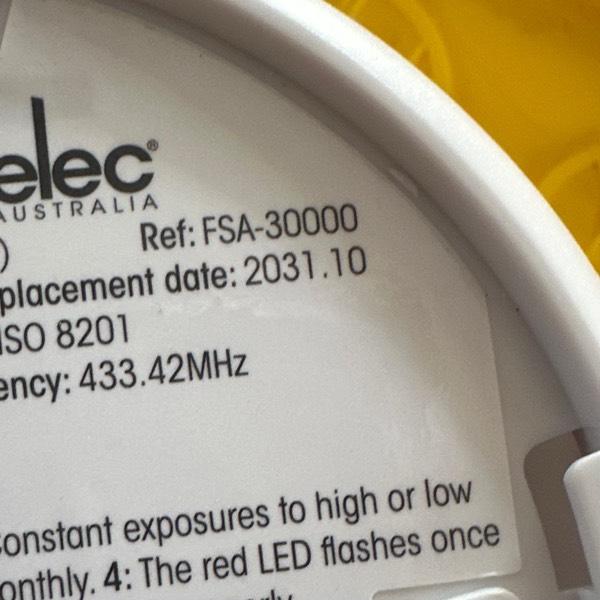 elec®
AUSTRALIA
) Ref: FSA-30000
placement date: 2031.10
ISO 8201
ency: 433.42MHz
onstant exposures to high or low
onthly. 4: The red LED flashes once